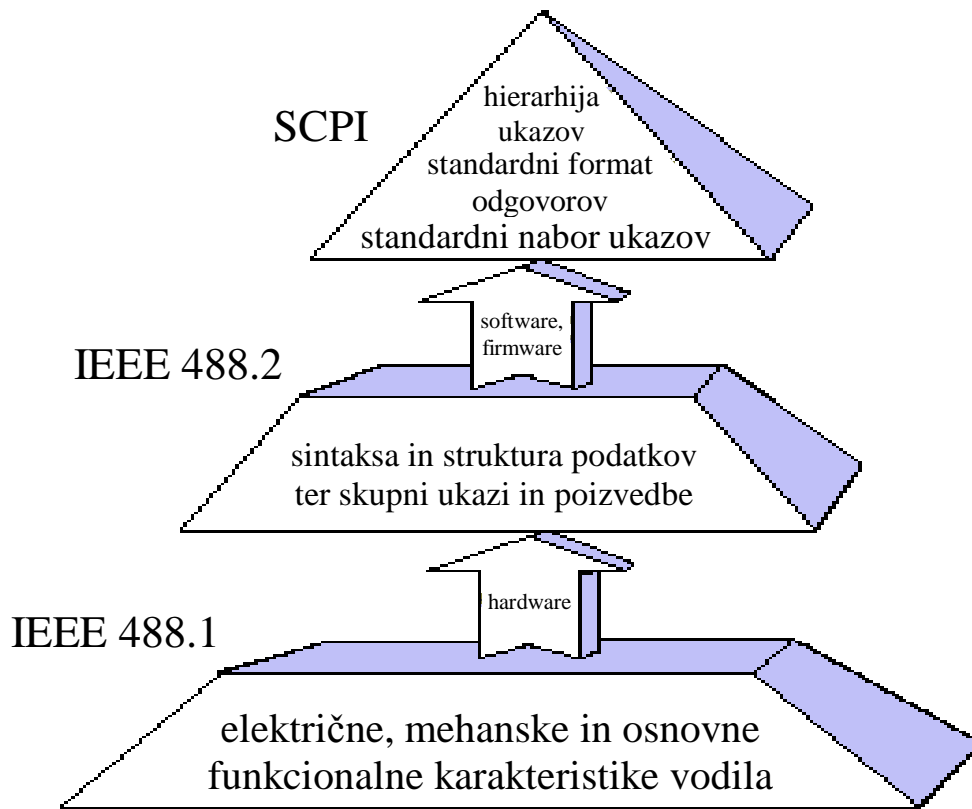 SCPI
hierarhija
ukazov
standardni format
odgovorov
standardni nabor ukazov
software,
firmware
IEEE 488.2
sintaksa in struktura podatkov
ter skupni ukazi in poizvedbe
hardware
IEEE 488.1
električne, mehanske in osnovne
funkcionalne karakteristike vodila